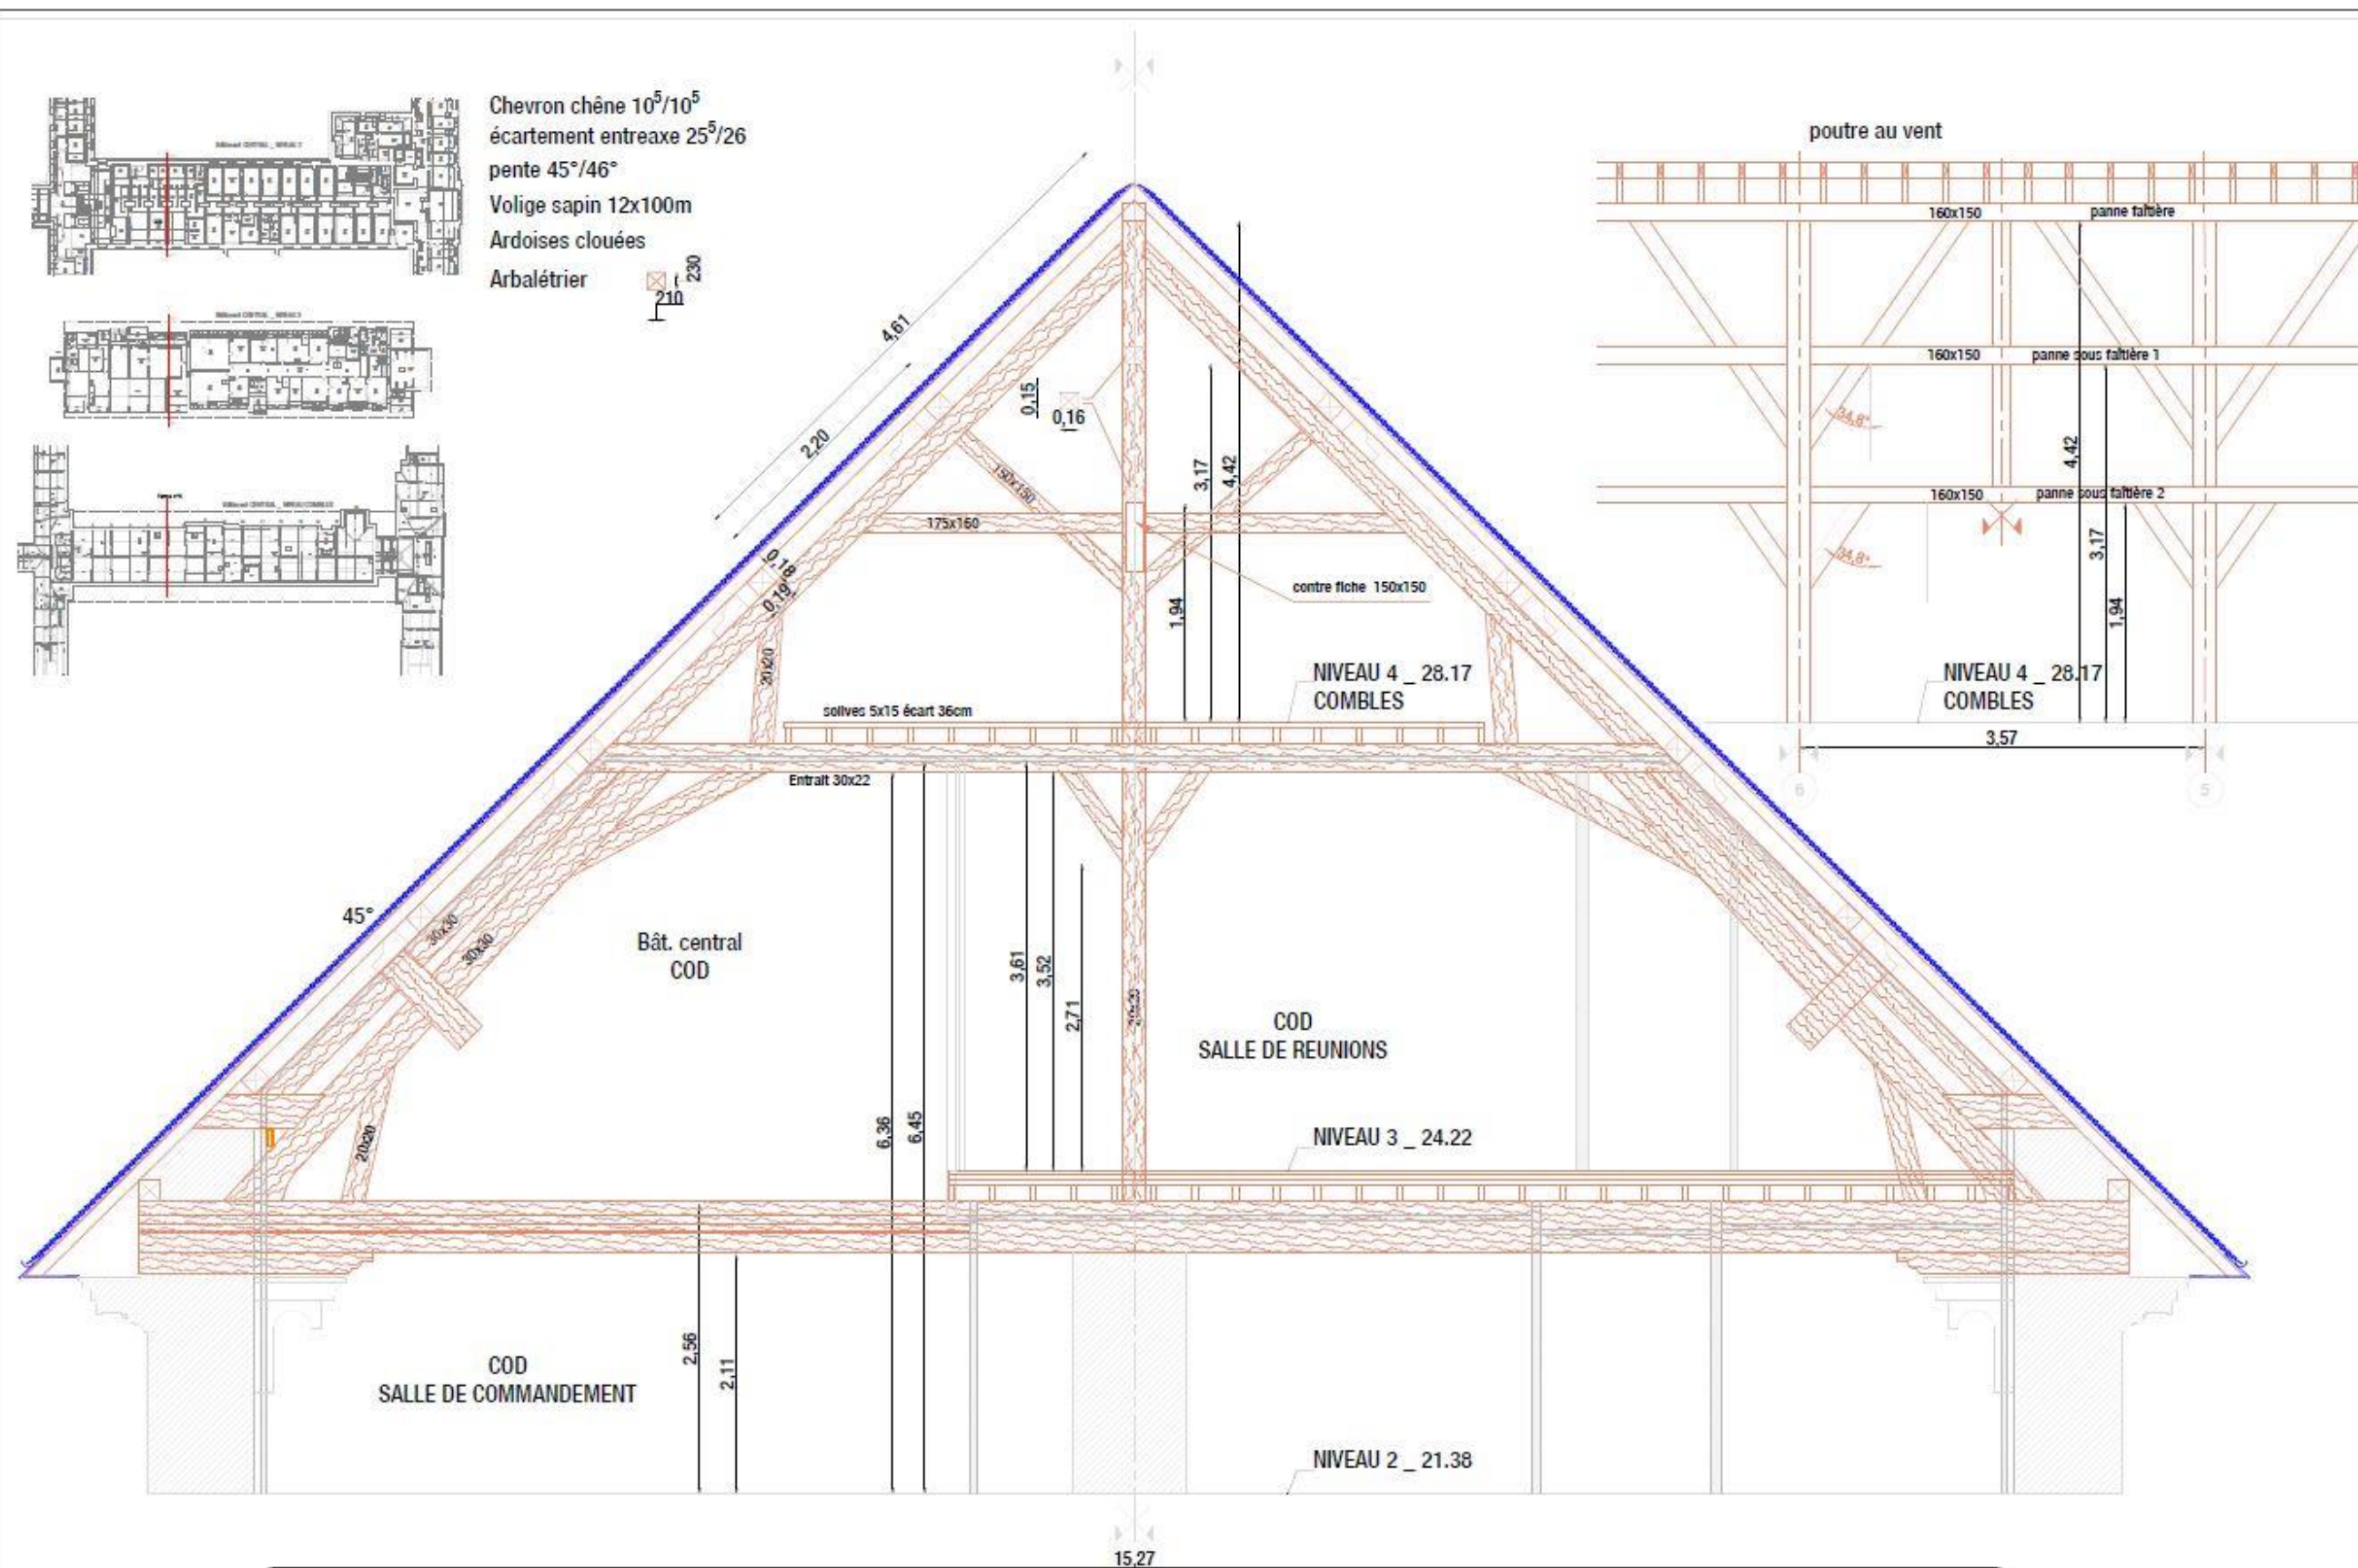 Chevron chêne 10⁵/10⁵
écartement entreaxe 25⁵/26
pente 45°/46°
Volige sapin 12x100m
Ardoises clouées
Arbalétrier
230
210
4,61
2,20
0,15
0,16
150x150
175x160
3,17
4,42
1,94
contre fiche 150x150
0,18
0,19
20x20
solives 5x15 écart 36cm
NIVEAU 4 _ 28.17
COMBLES
Entrait 30x22
45°
30x30
30x30
Bât. central
COD
3,61
3,52
2,71
6,36
6,45
20x20
COD
SALLE DE REUNIONS
NIVEAU 3 _ 24.22
2,56
2,11
COD
SALLE DE COMMANDEMENT
NIVEAU 2 _ 21.38
15,27
poutre au vent
160x150
panne faîtière
160x150
panne sous faîtière 1
34,8°
4,42
160x150
panne sous faîtière 2
34,8°
3,17
1,94
NIVEAU 4 _ 28.17
COMBLES
3,57
6
5